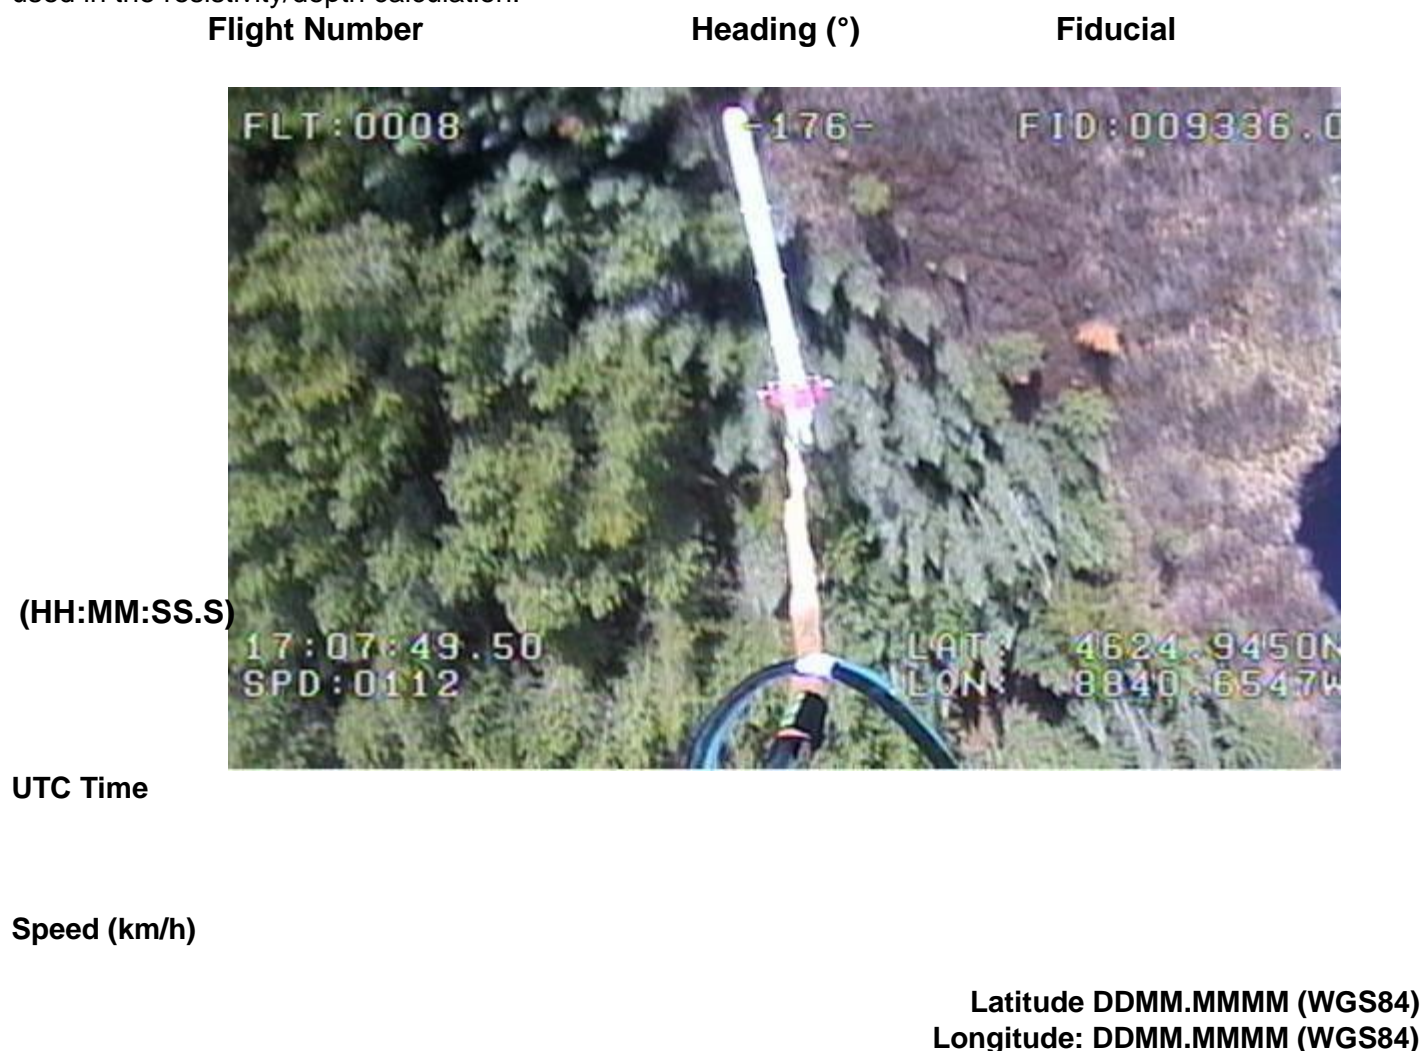 used in the resistivity/depth calculation.
Flight Number Heading (°) Fiducial
FLT:0008 -176- FID:009336.0
(HH:MM:SS.S)
17:07:49.50 LAT: 4624.9450N
SPD:0112 LON: 8840.6547W
UTC Time
Speed (km/h)
Latitude DDMM.MMMM (WGS84)
Longitude: DDMM.MMMM (WGS84)